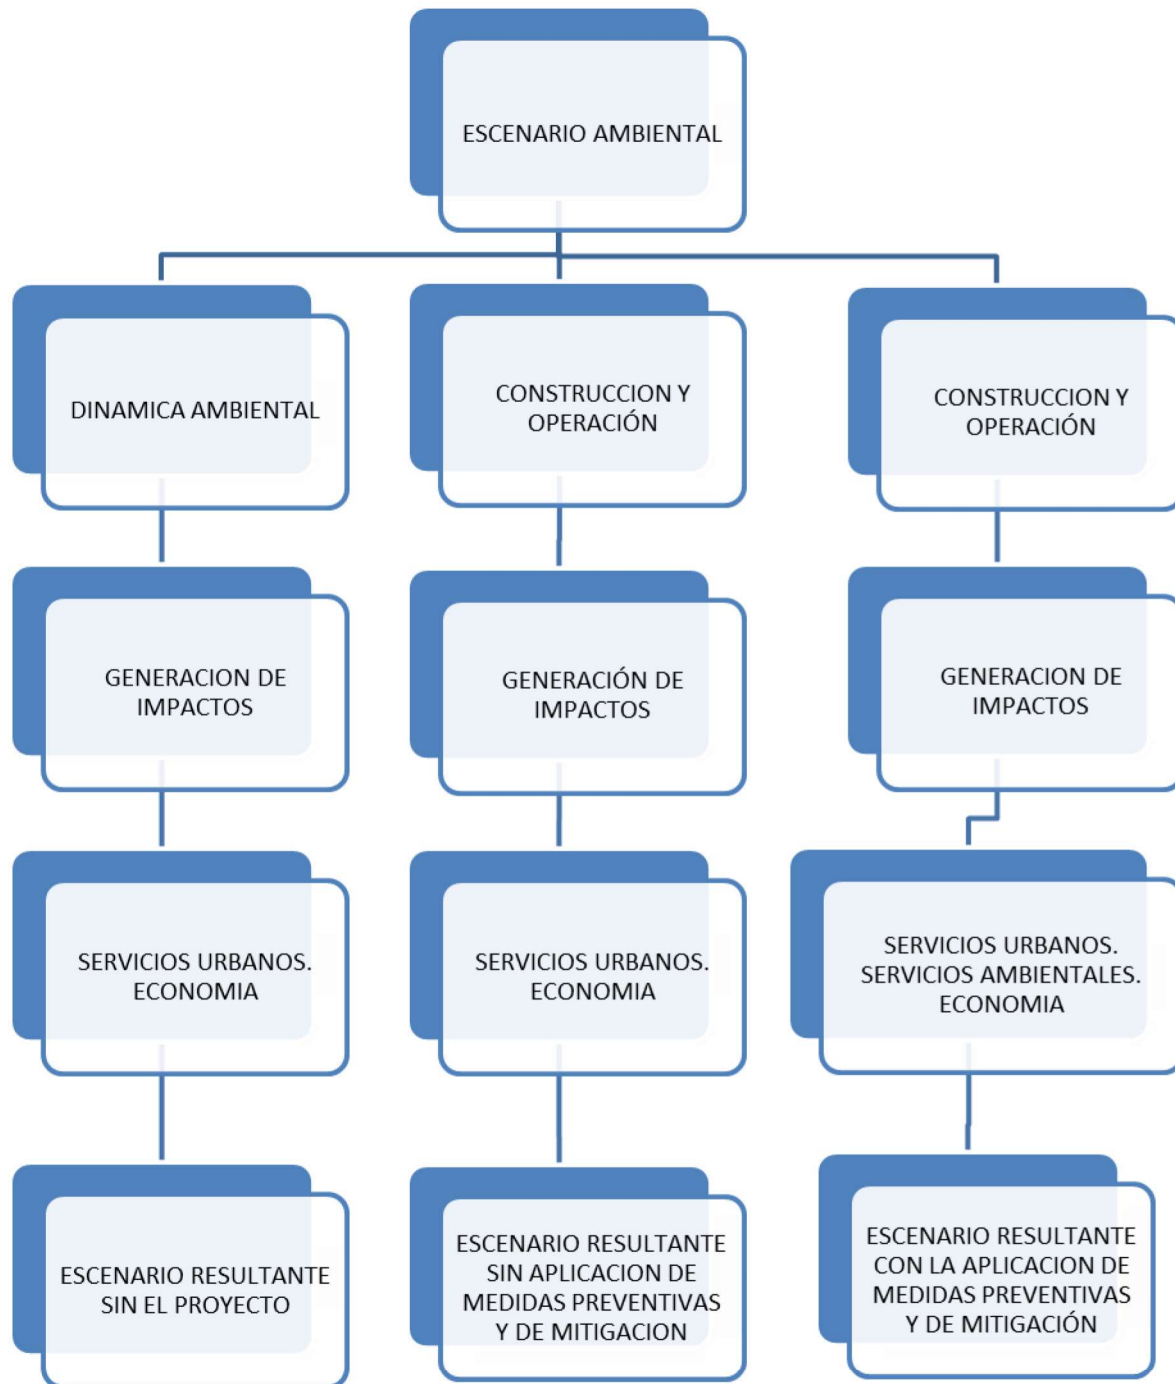 ESCENARIO AMBIENTAL
DINAMICA AMBIENTAL
CONSTRUCCION Y
OPERACIÓN
CONSTRUCCION Y
OPERACIÓN
GENERACION DE
IMPACTOS
GENERACIÓN DE
IMPACTOS
GENERACION DE
IMPACTOS
SERVICIOS URBANOS.
ECONOMIA
SERVICIOS URBANOS.
ECONOMIA
SERVICIOS URBANOS.
SERVICIOS AMBIENTALES.
ECONOMIA
ESCENARIO RESULTANTE
SIN EL PROYECTO
ESCENARIO RESULTANTE
SIN APLICACION DE
MEDIDAS PREVENTIVAS
Y DE MITIGACION
ESCENARIO RESULTANTE
CON LA APLICACION DE
MEDIDAS PREVENTIVAS
Y DE MITIGACIÓN